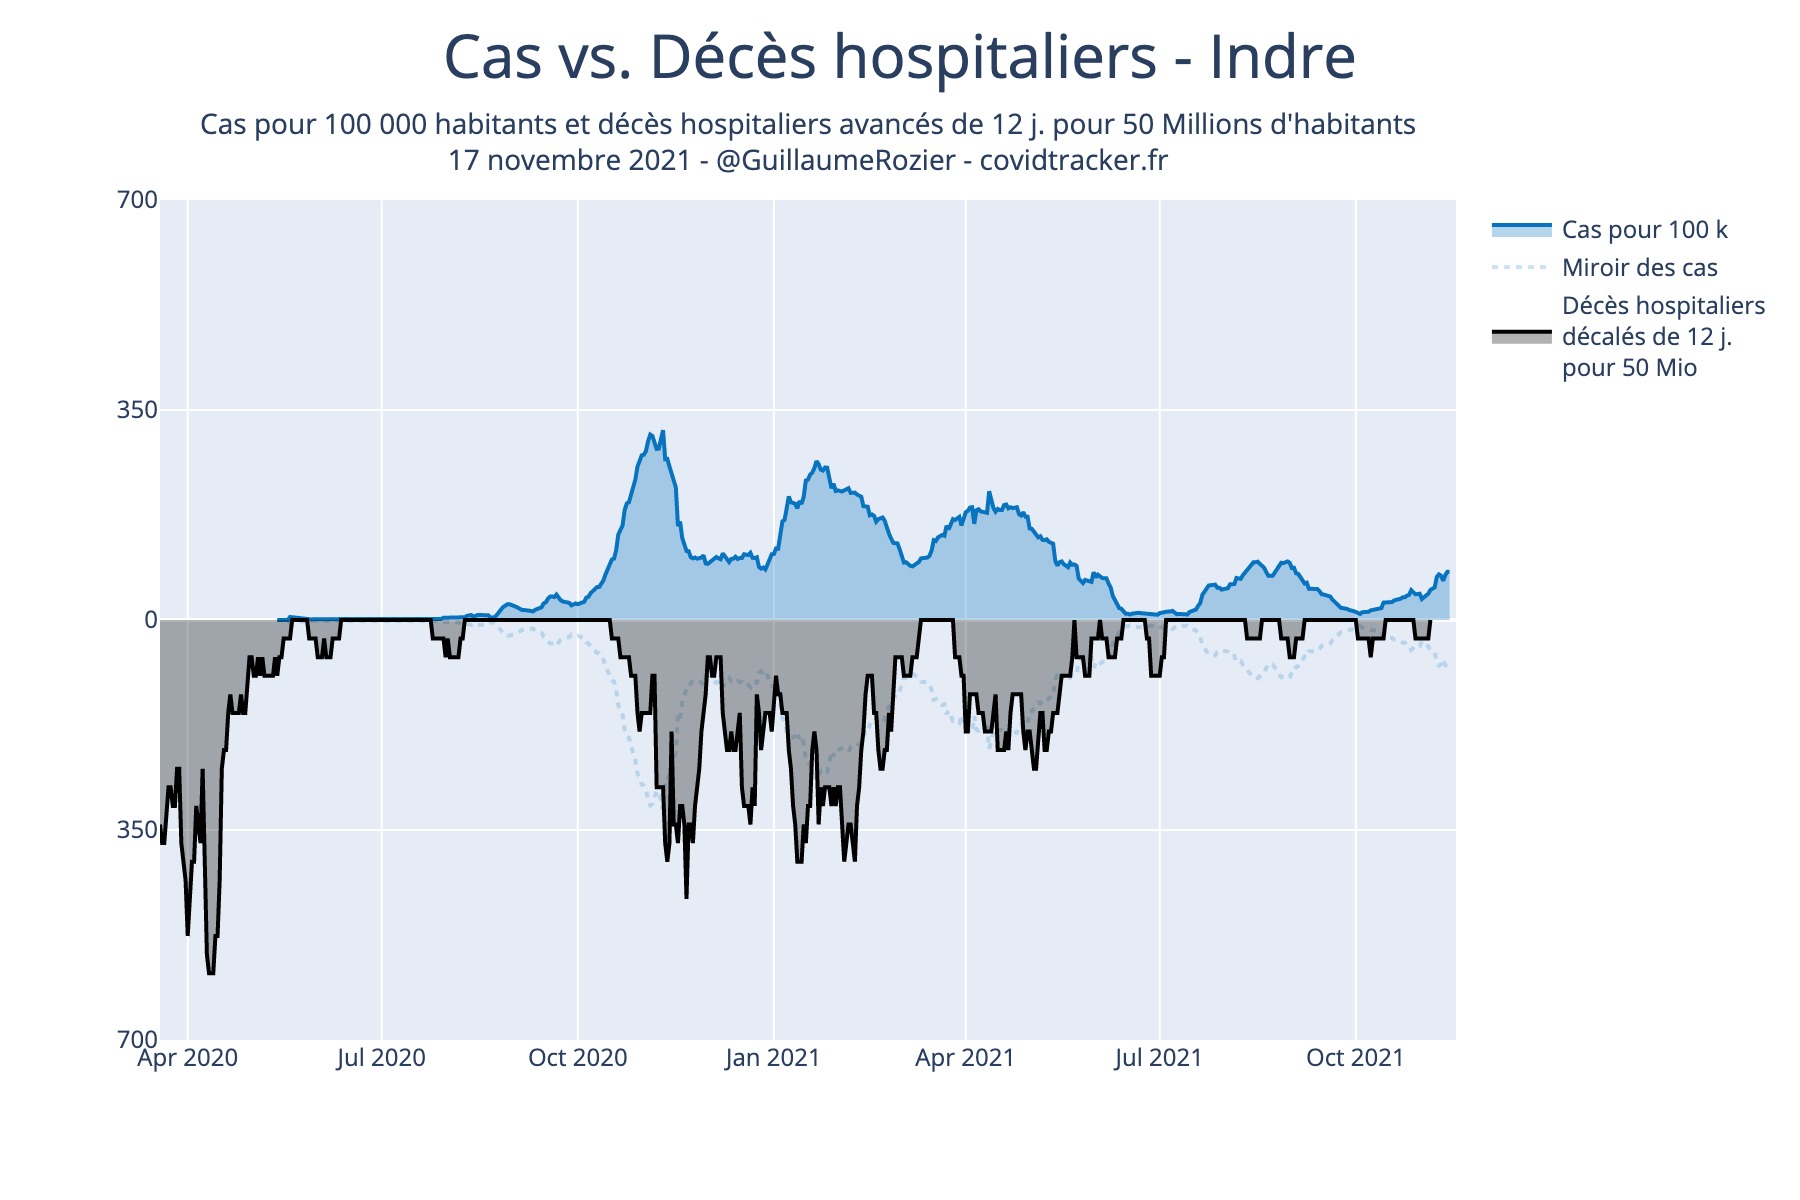 Cas vs. Décès hospitaliers - Indre
Cas pour 100 000 habitants et décès hospitaliers avancés de 12 j. pour 50 Millions d'habitants
17 novembre 2021 - @GuillaumeRozier - covidtracker.fr
700
350
0
350
700
Apr 2020
Jul 2020
Oct 2020
Jan 2021
Apr 2021
Jul 2021
Oct 2021
Cas pour 100 k
Miroir des cas
Décès hospitaliers
décalés de 12 j.
pour 50 Mio